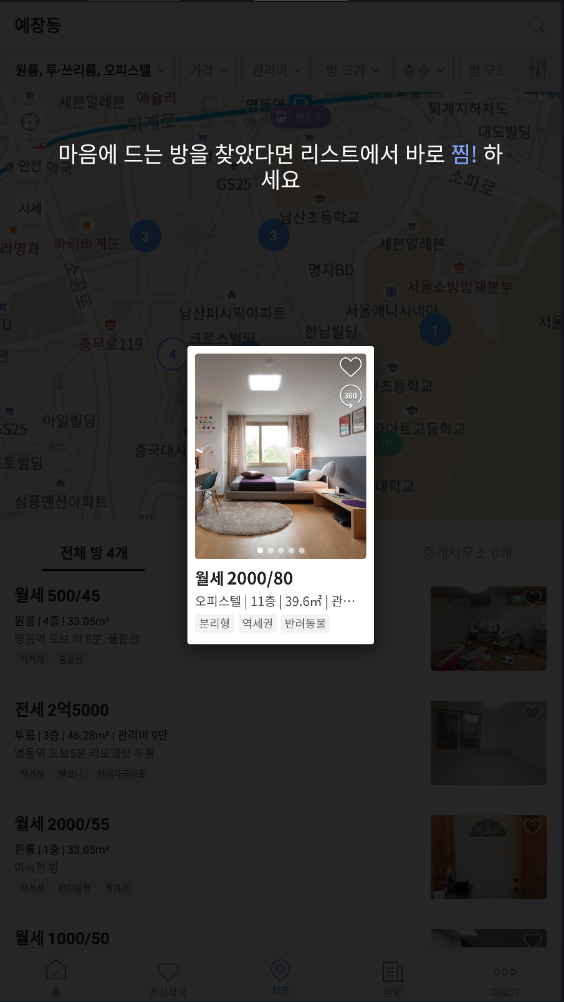 예장동
원룸, 투·쓰리룸, 오피스텔
가격
관리비
방 크기
층 수
방 구조
세븐일레븐
애슐리
명동역
명동역
퇴계로
퇴계지하차도
대도빌딩
마음에 드는 방을 찾았다면 리스트에서 바로 찜! 하
세요
안전
약국
GS25
소파로
시세
남산초등학교
라명과
파리바게뜨
3
3
세븐일레븐
명지BD
소공로
서울소방방재본부
남산퍼시픽아파트
서울애니시네마
CU
충무로119
크로스빌딩
한남빌딩
1
서울
4
초등학교
GS25
아일빌딩
라아트고등학교
중국대사
대학교
삼풍맨션아파트
360
월세 2000/80
오피스텔 | 11층 | 39.6㎡ | 관…
분리형
역세권
반려동물
전체 방 4개
중개사무소 0개
월세 500/45
원룸 | 4층 | 33.05m²
명동역 도보 약 8분, 풀옵션
직거래
풀옵션
전세 2억5000
투룸 | 3층 | 46.28m² | 관리비 9만
명동역 도보5분 리모델링 투룸
직거래
발코니
전세자금대출
월세 2000/55
원룸 | 1층 | 33.05m²
아늑한 방
직거래
반려동물
풀옵션
월세 1000/50
홈
관심목록
지도
분양
더보기